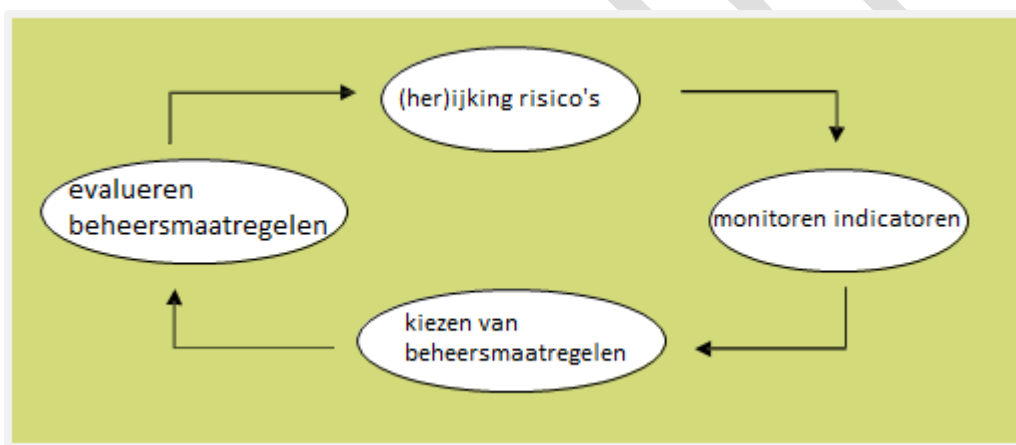 (her)ijking risico's
monitoren indicatoren
kiezen van
beheersmaatregelen
evalueren
beheersmaatregelen